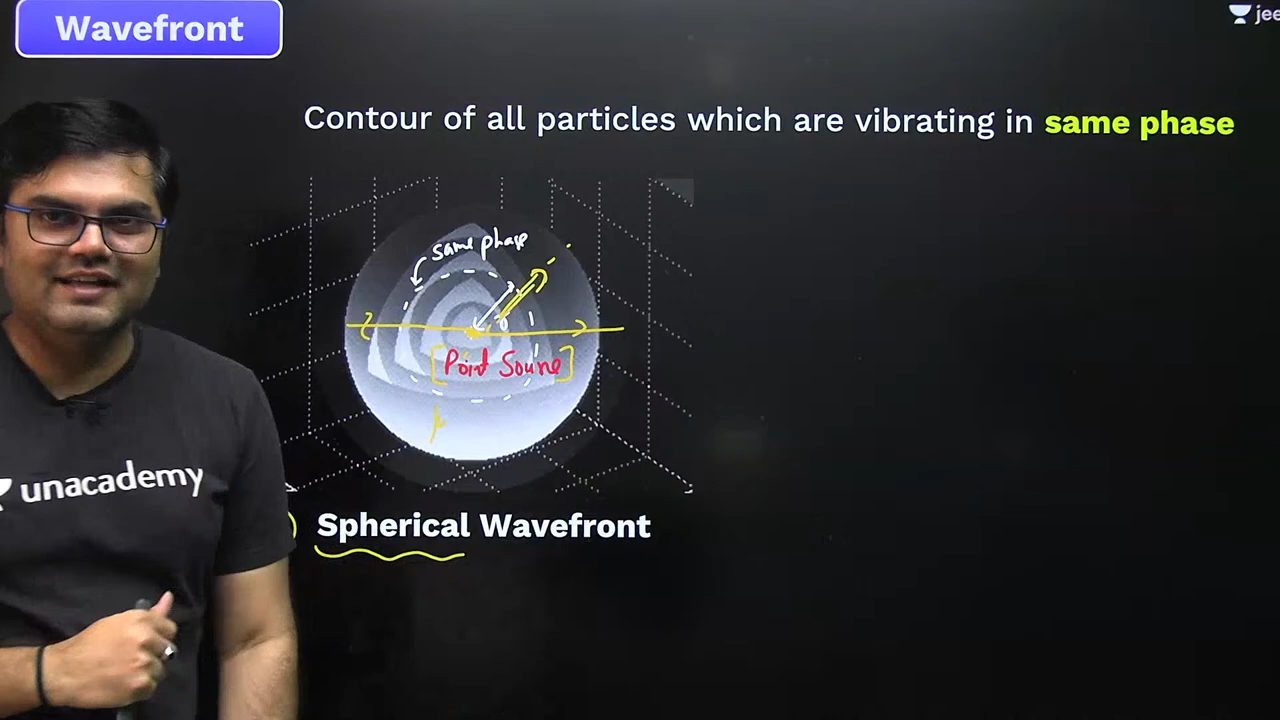 Wavefront
jee
Contour of all particles which are vibrating in same phase
same phase
[Point Source]
μ
Spherical Wavefront
unacademy